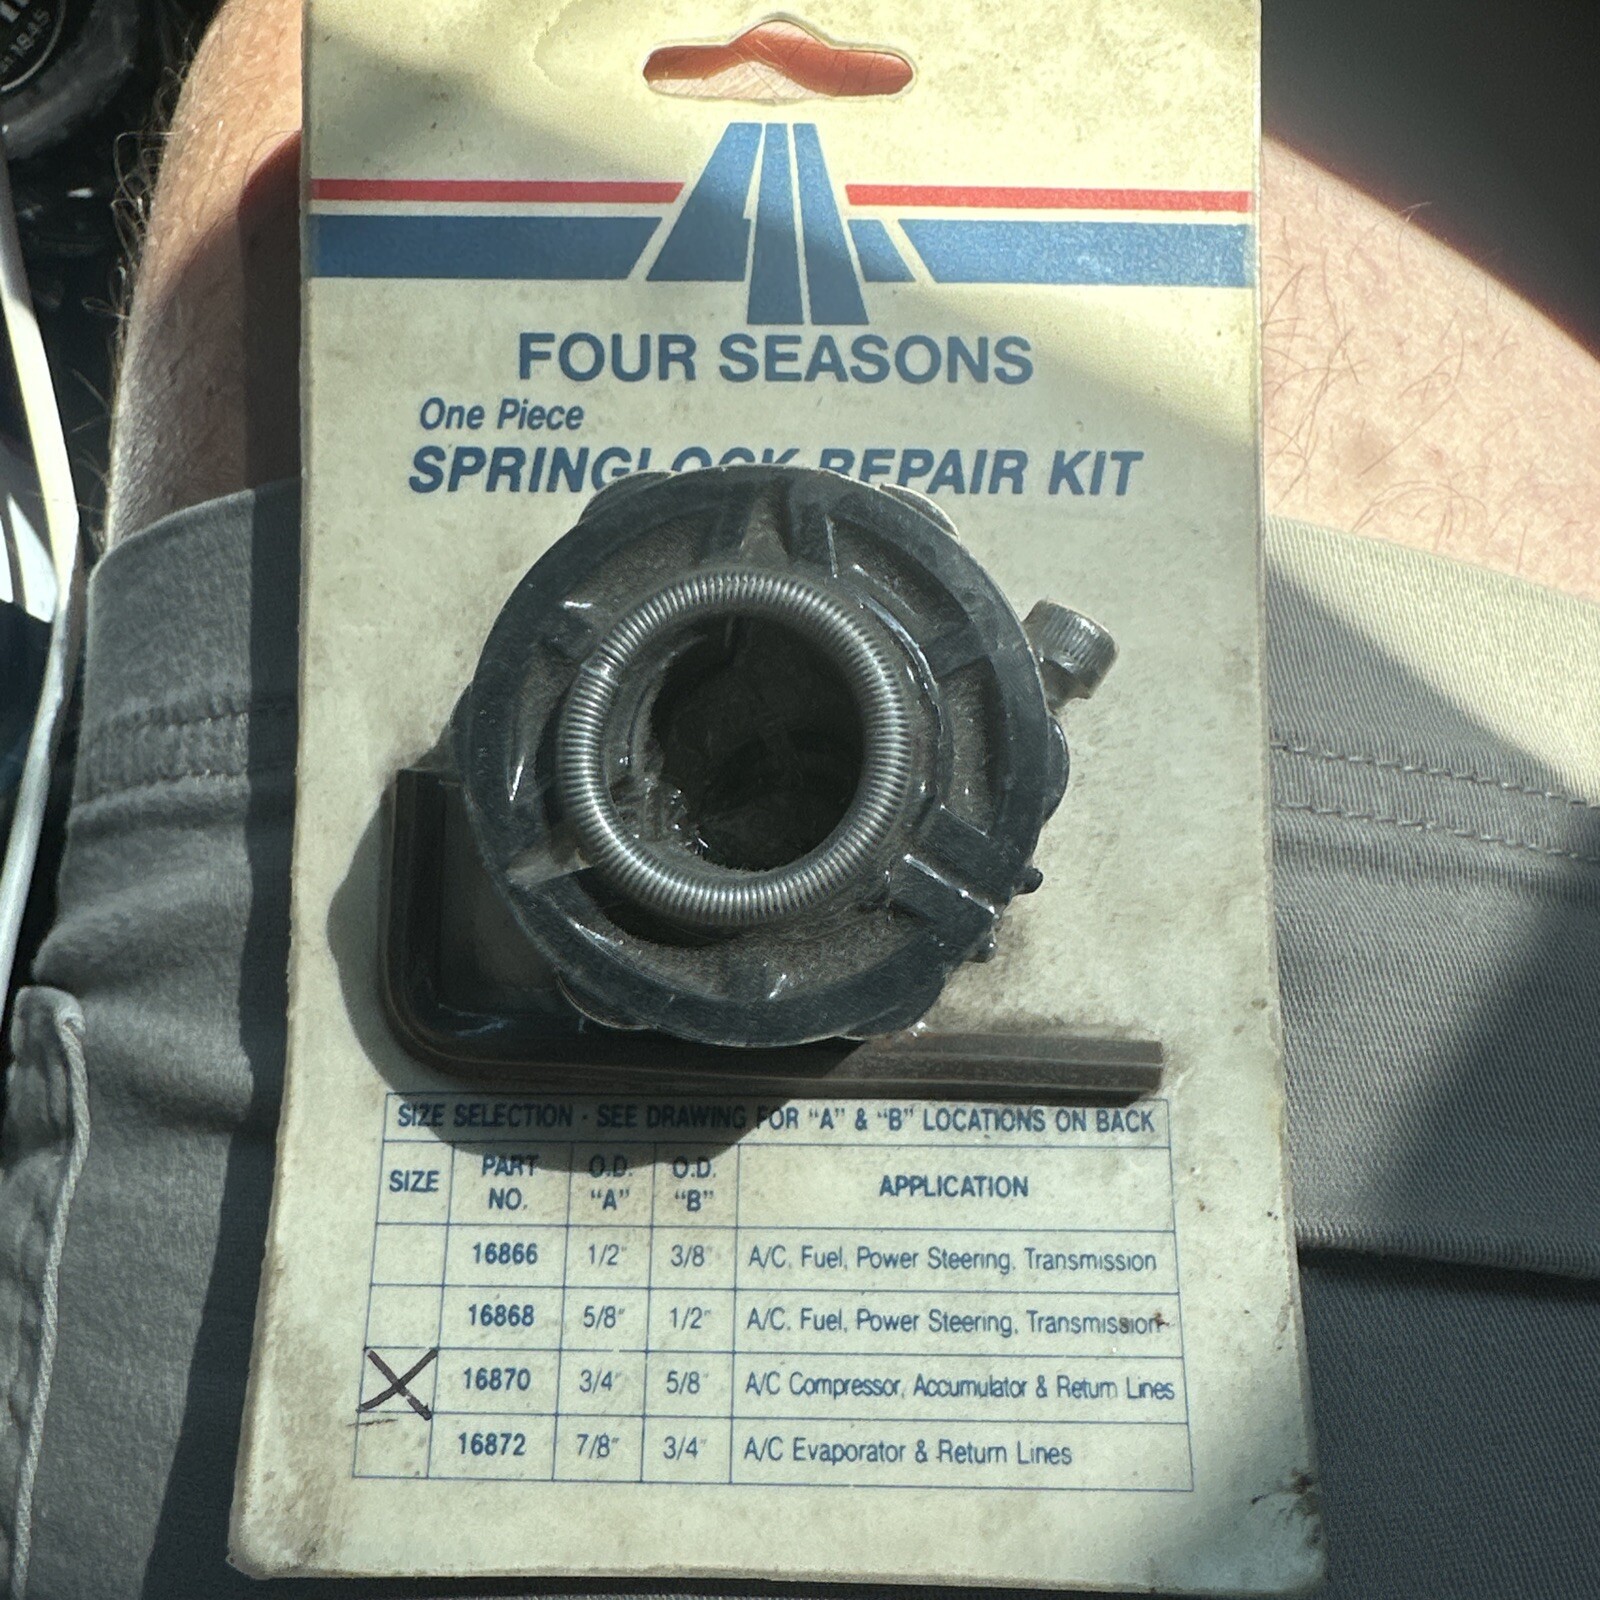 FOUR SEASONS
One Piece
SPRINGLOCK REPAIR KIT
SIZE SELECTION · SEE DRAWING FOR “A” & “B” LOCATIONS ON BACK
SIZE PART NO. O.D. “A” O.D. “B” APPLICATION
16866 1/2" 3/8 A/C, Fuel, Power Steering, Transmission
16868 5/8" 1/2" A/C, Fuel, Power Steering, Transmission
X 16870 3/4" 5/8 A/C Compressor, Accumulator & Return Lines
16872 7/8" 3/4" A/C Evaporator & Return Lines